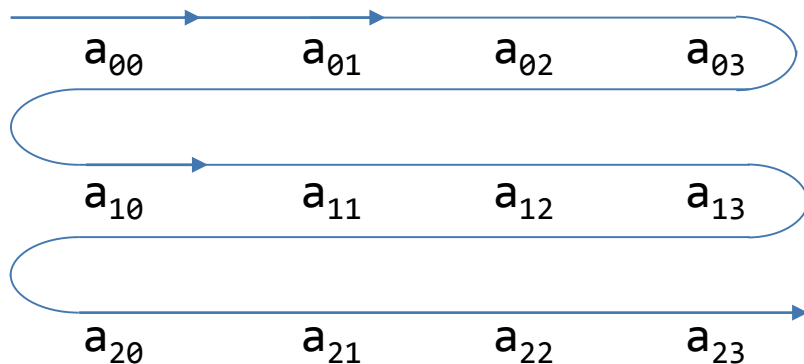 a₀₀ a₀₁ a₀₂ a₀₃
a₁₀ a₁₁ a₁₂ a₁₃
a₂₀ a₂₁ a₂₂ a₂₃